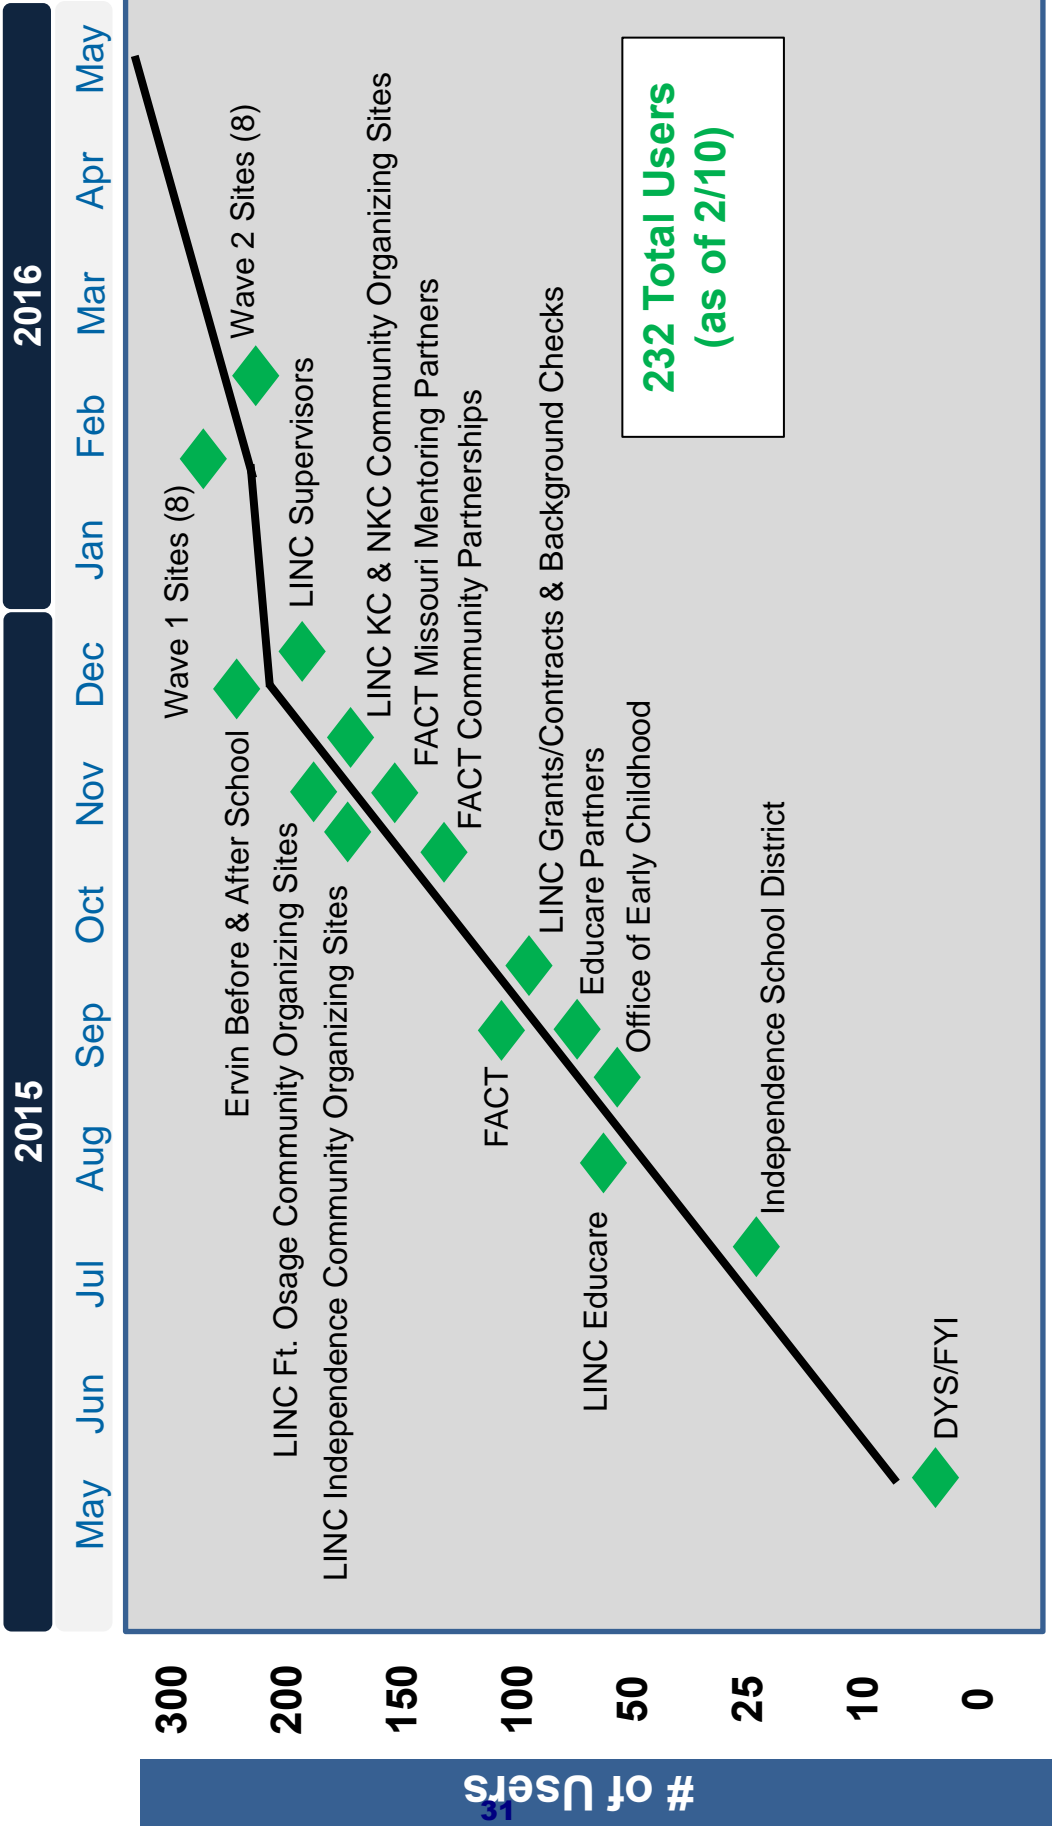 2015
2016
May
Jun
Jul
Aug
Sep
Oct
Nov
Dec
Jan
Feb
Mar
Apr
May
# of Users
300
200
150
100
50
25
10
0
Wave 1 Sites (8)
Wave 2 Sites (8)
Ervin Before & After School
LINC Supervisors
LINC Ft. Osage Community Organizing Sites
LINC Independence Community Organizing Sites
LINC KC & NKC Community Organizing Sites
FACT Missouri Mentoring Partners
FACT Community Partnerships
FACT
LINC Grants/Contracts & Background Checks
Educare Partners
LINC Educare
Office of Early Childhood
Independence School District
DYS/FYI
232 Total Users
(as of 2/10)
31